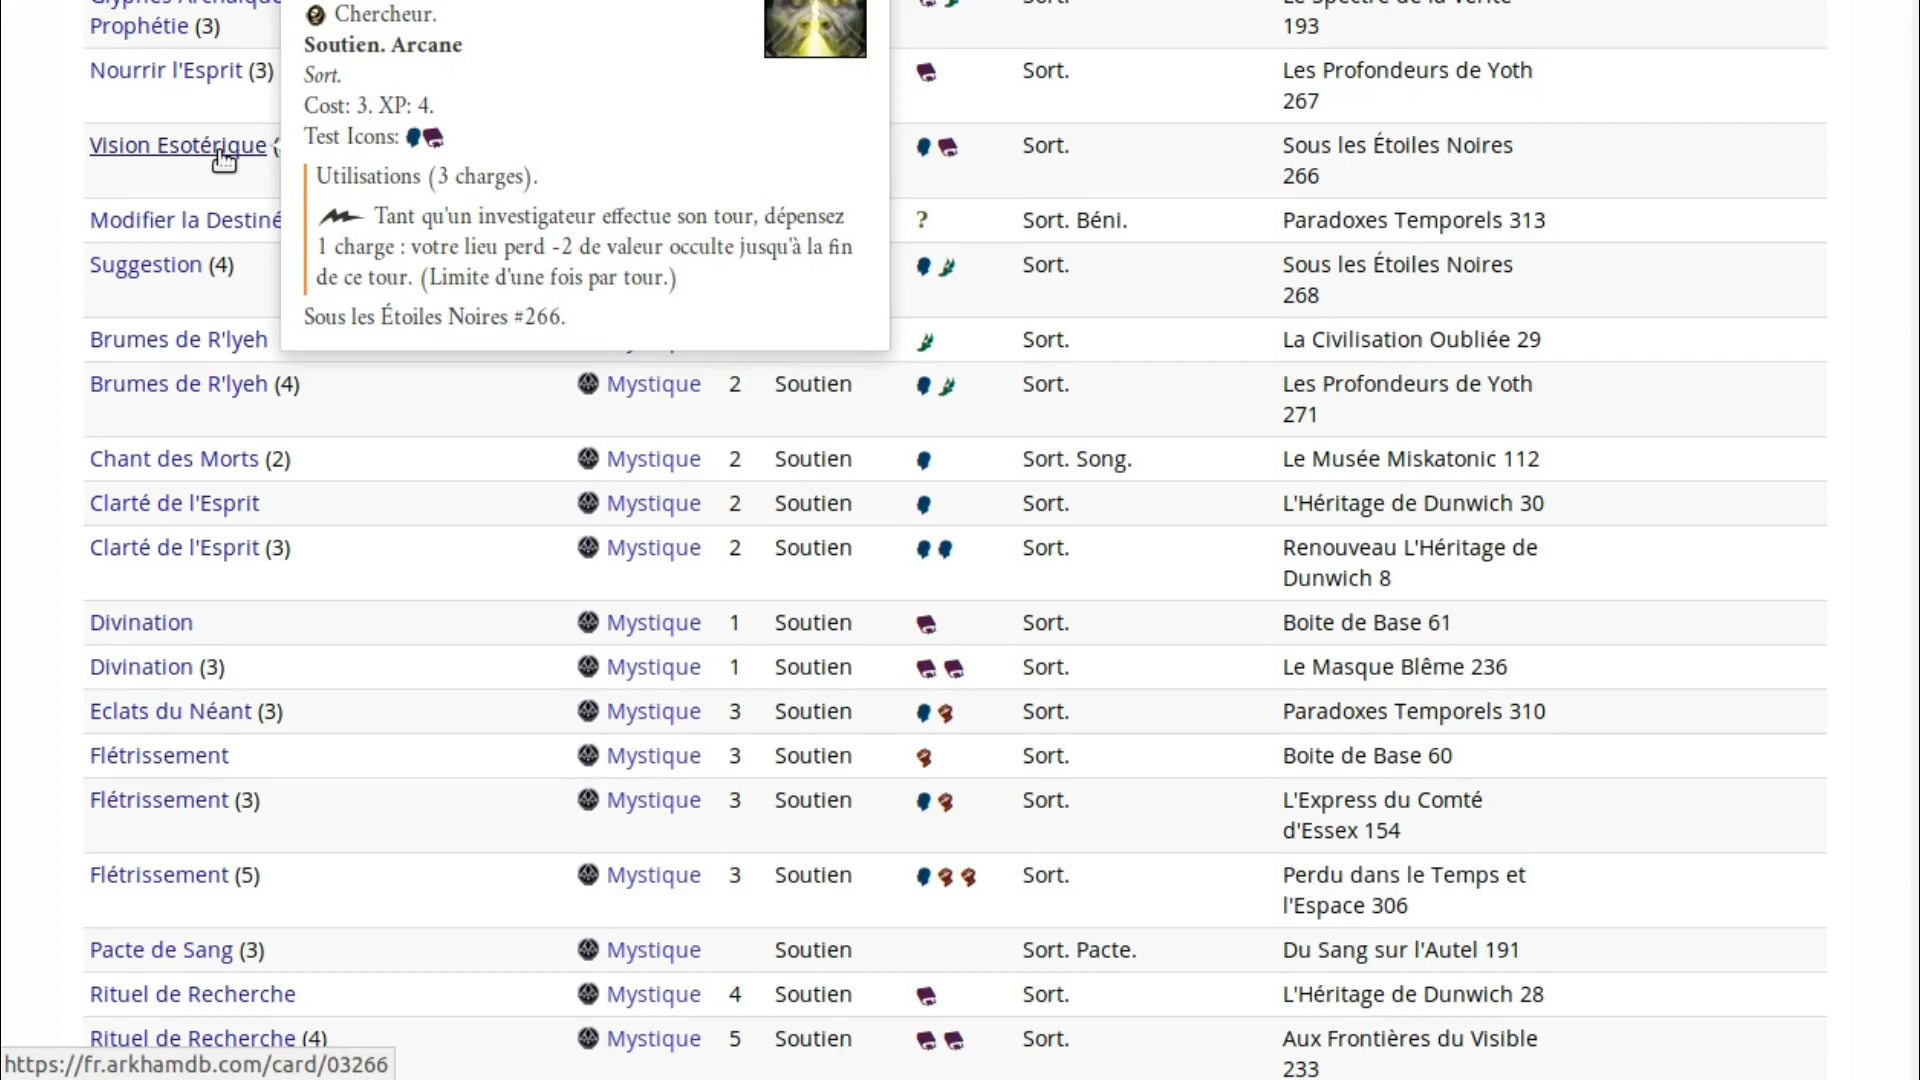 Glyphes Archaïque
Prophétie (3)
193
Nourrir l'Esprit (3)
Sort.
Les Profondeurs de Yoth
267
Vision Esotérique (
Sort.
Sous les Étoiles Noires
266
Modifier la Destiné
?
Sort. Béni.
Paradoxes Temporels 313
Suggestion (4)
Sort.
Sous les Étoiles Noires
268
Brumes de R'lyeh
Sort.
La Civilisation Oubliée 29
Chercheur.
Soutien. Arcane
Sort.
Cost: 3. XP: 4.
Test Icons:
Utilisations (3 charges).
Tant qu'un investigateur effectue son tour, dépensez
1 charge : votre lieu perd -2 de valeur occulte jusqu'à la fin
de ce tour. (Limite d'une fois par tour.)
Sous les Étoiles Noires #266.
Brumes de R'lyeh (4) Mystique 2 Soutien Sort. Les Profondeurs de Yoth
271
Chant des Morts (2) Mystique 2 Soutien Sort. Song. Le Musée Miskatonic 112
Clarté de l'Esprit Mystique 2 Soutien Sort. L'Héritage de Dunwich 30
Clarté de l'Esprit (3) Mystique 2 Soutien Sort. Renouveau L'Héritage de
Dunwich 8
Divination Mystique 1 Soutien Sort. Boite de Base 61
Divination (3) Mystique 1 Soutien Sort. Le Masque Blême 236
Eclats du Néant (3) Mystique 3 Soutien Sort. Paradoxes Temporels 310
Flétrissement Mystique 3 Soutien Sort. Boite de Base 60
Flétrissement (3) Mystique 3 Soutien Sort. L'Express du Comté
d'Essex 154
Flétrissement (5) Mystique 3 Soutien Sort. Perdu dans le Temps et
l'Espace 306
Pacte de Sang (3) Mystique Soutien Sort. Pacte. Du Sang sur l'Autel 191
Rituel de Recherche Mystique 4 Soutien Sort. L'Héritage de Dunwich 28
Rituel de Recherche (4) Mystique 5 Soutien Sort. Aux Frontières du Visible
233
https://fr.arkhamdb.com/card/03266